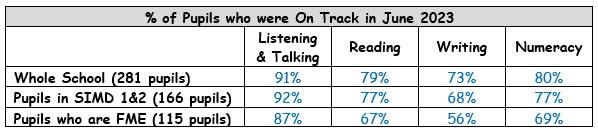 % of Pupils who were On Track in June 2023
Listening & Talking Reading Writing Numeracy
Whole School (281 pupils) 91% 79% 73% 80%
Pupils in SIMD 1&2 (166 pupils) 92% 77% 68% 77%
Pupils who are FME (115 pupils) 87% 67% 56% 69%